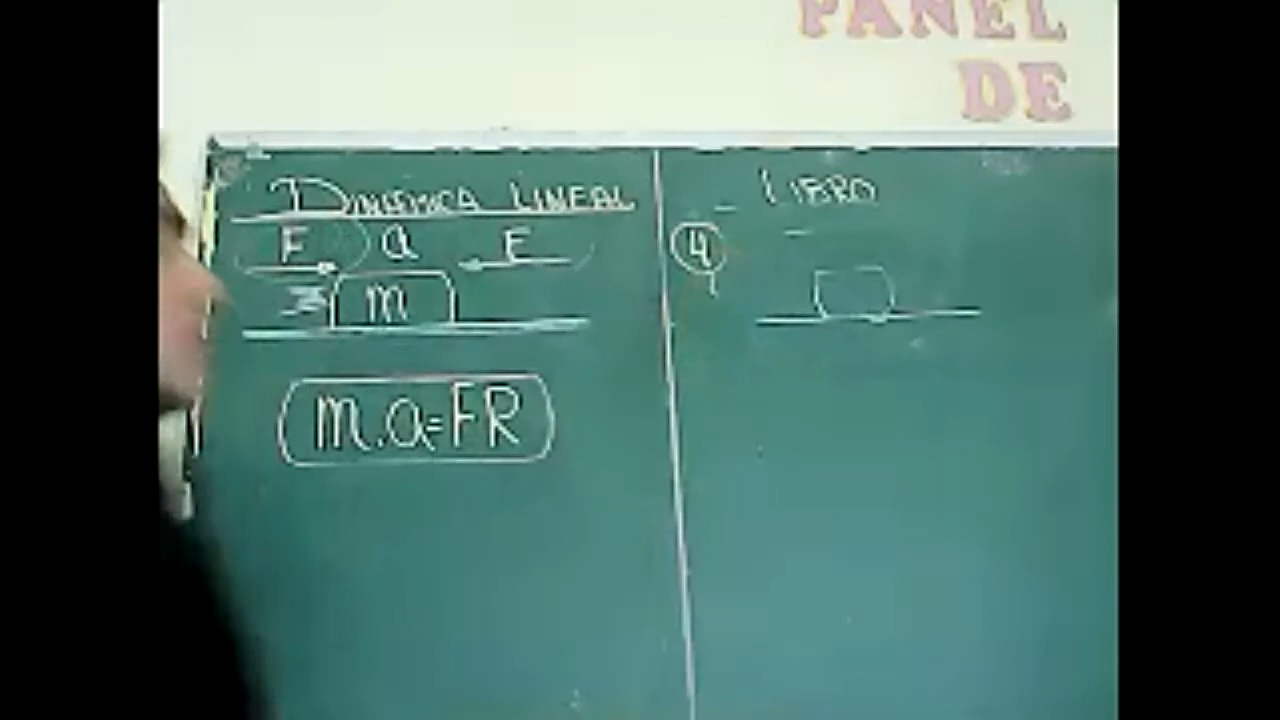 PANEL
DE
DINAMICA LINEAL
F a F
m
m.a=FR
LIBRO
4